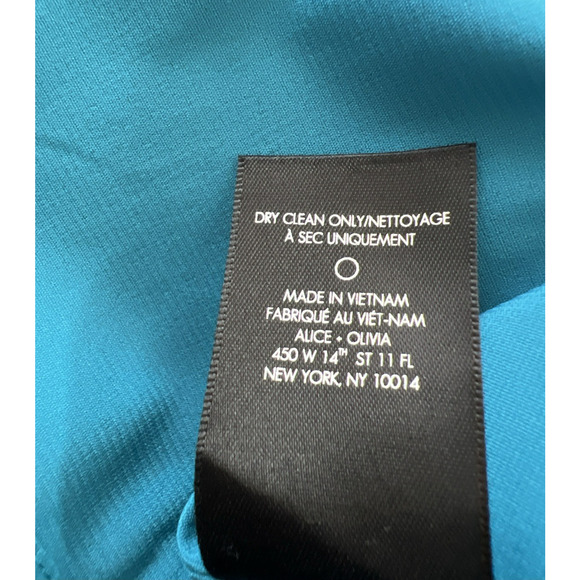 DRY CLEAN ONLY/NETTOYAGE
À SEC UNIQUEMENT
MADE IN VIETNAM
FABRIQUÉ AU VIÊT-NAM
ALICE + OLIVIA
450 W 14TH ST 11 FL
NEW YORK, NY 10014